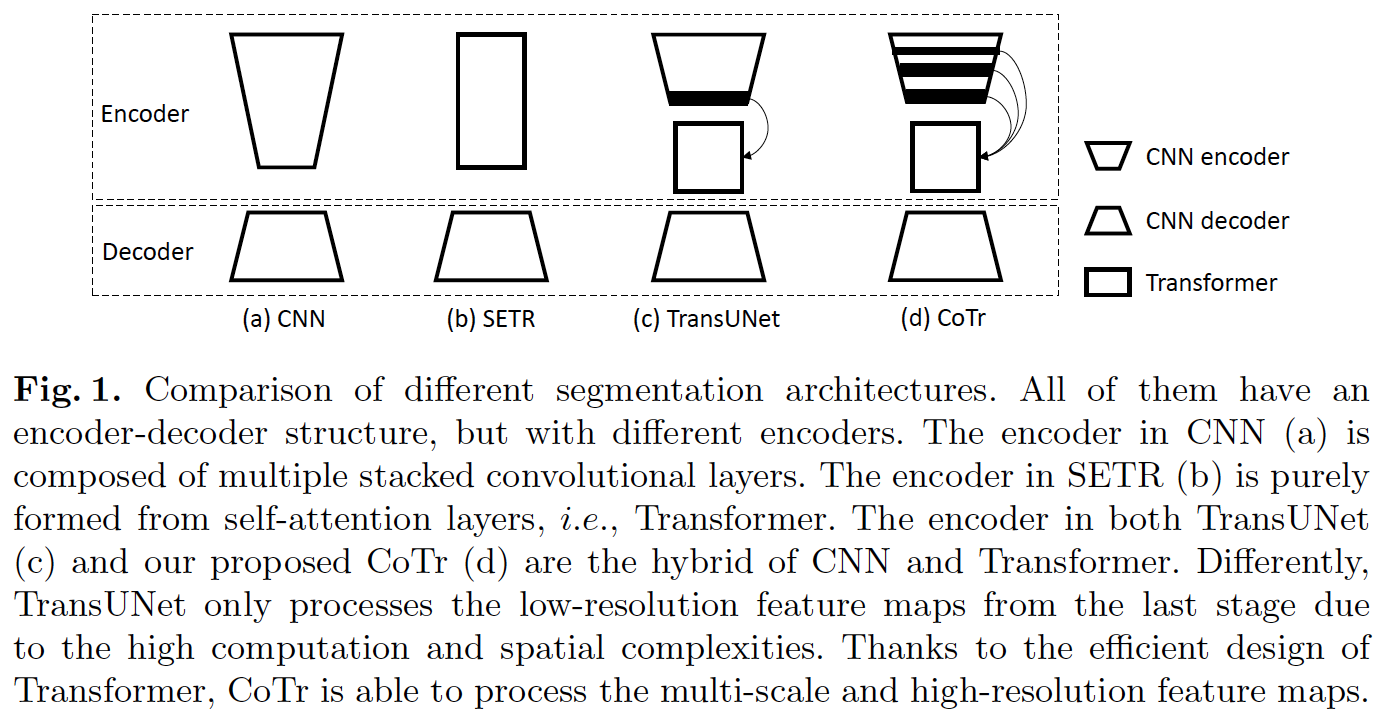 Encoder
CNN encoder
CNN decoder
Decoder
Transformer
(a) CNN
(b) SETR
(c) TransUNet
(d) CoTr
Fig. 1. Comparison of different segmentation architectures. All of them have an
encoder-decoder structure, but with different encoders. The encoder in CNN (a) is
composed of multiple stacked convolutional layers. The encoder in SETR (b) is purely
formed from self-attention layers, i.e., Transformer. The encoder in both TransUNet
(c) and our proposed CoTr (d) are the hybrid of CNN and Transformer. Differently,
TransUNet only processes the low-resolution feature maps from the last stage due
to the high computation and spatial complexities. Thanks to the efficient design of
Transformer, CoTr is able to process the multi-scale and high-resolution feature maps.